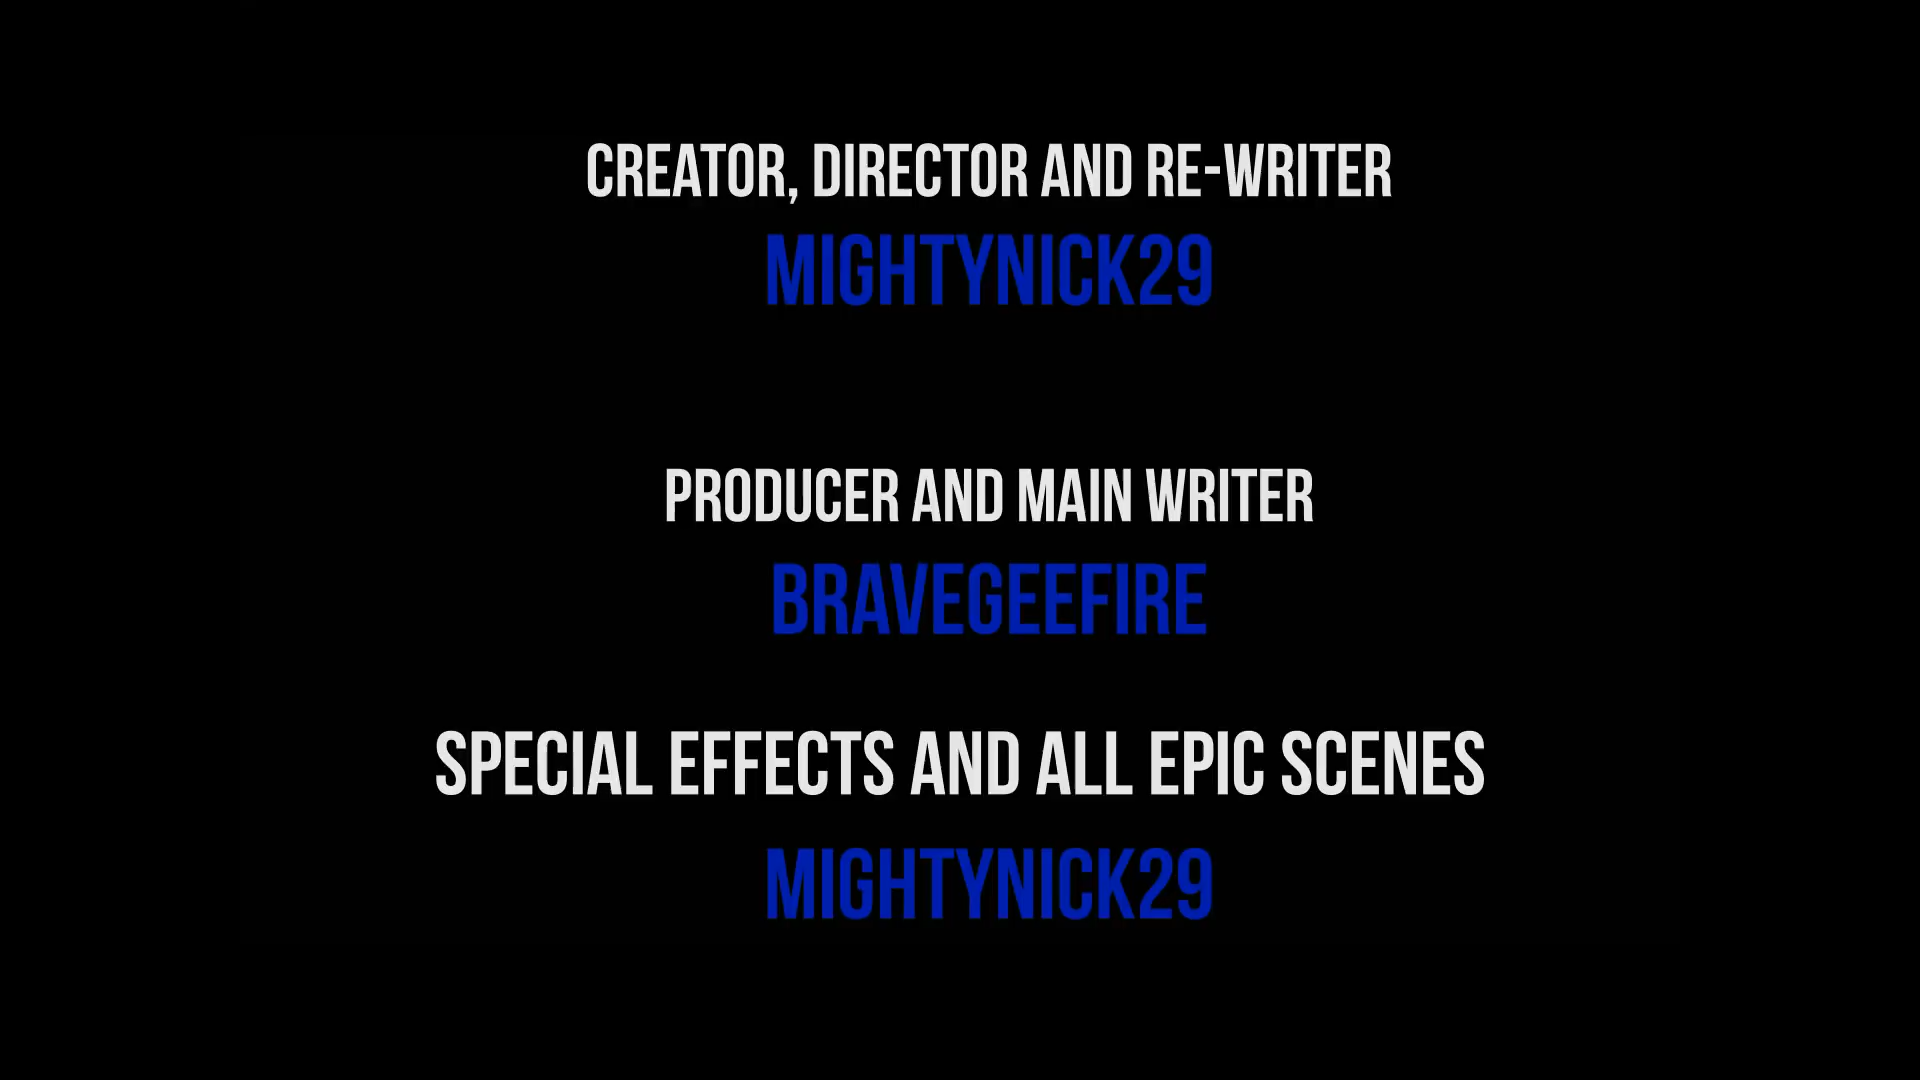 CREATOR, DIRECTOR AND RE-WRITER
MIGHTYNICK29
PRODUCER AND MAIN WRITER
BRAVEGEEFIRE
SPECIAL EFFECTS AND ALL EPIC SCENES
MIGHTYNICK29